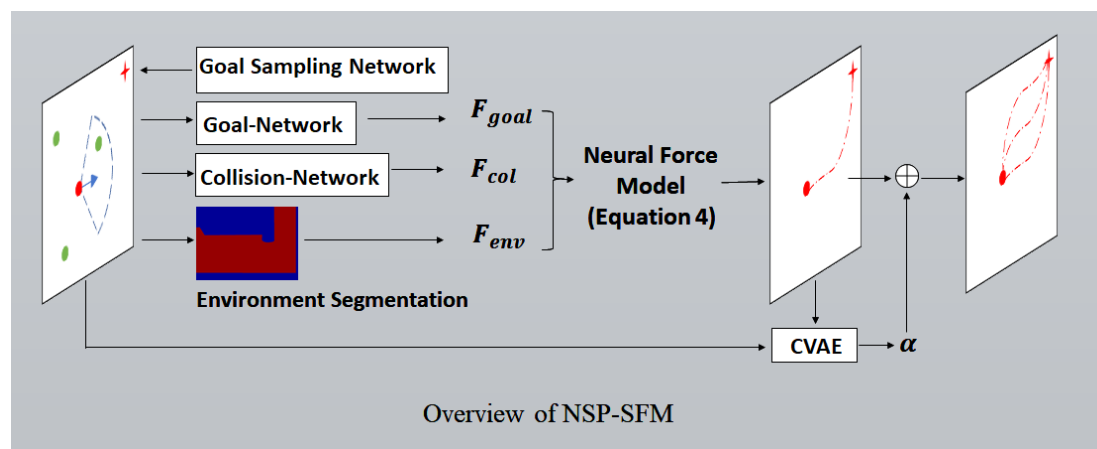 Goal Sampling Network
Goal-Network
Collision-Network
Environment Segmentation
F_goal
F_col
F_env
Neural Force
Model
(Equation 4)
CVAE
α
Overview of NSP-SFM